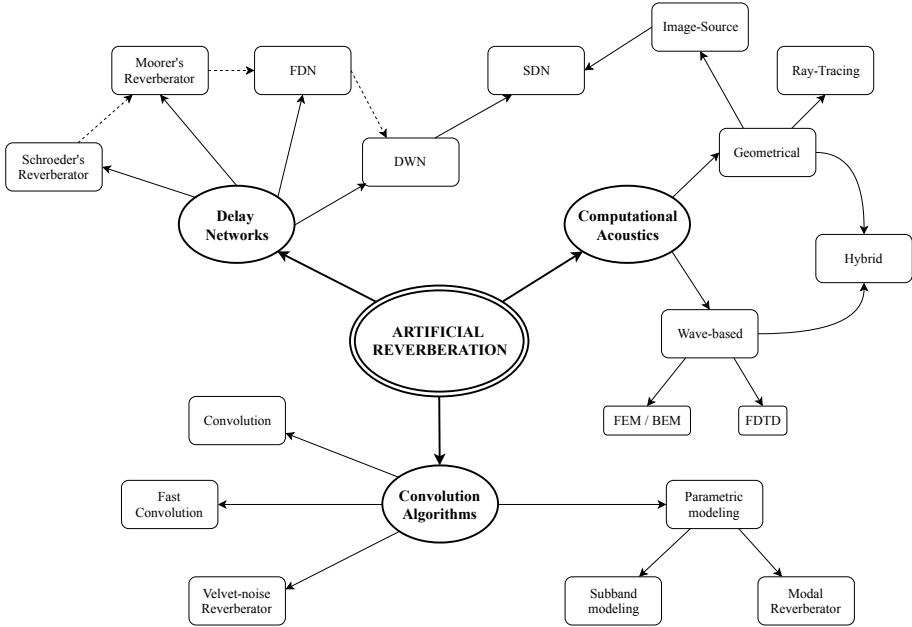 Image-Source
Moorer's
Reverberator
FDN
SDN
Ray-Tracing
Schroeder's
Reverberator
DWN
Geometrical
Delay
Networks
Computational
Acoustics
Hybrid
ARTIFICIAL
REVERBERATION
Wave-based
FEM / BEM
FDTD
Convolution
Fast
Convolution
Convolution
Algorithms
Parametric
modeling
Velvet-noise
Reverberator
Subband
modeling
Modal
Reverberator